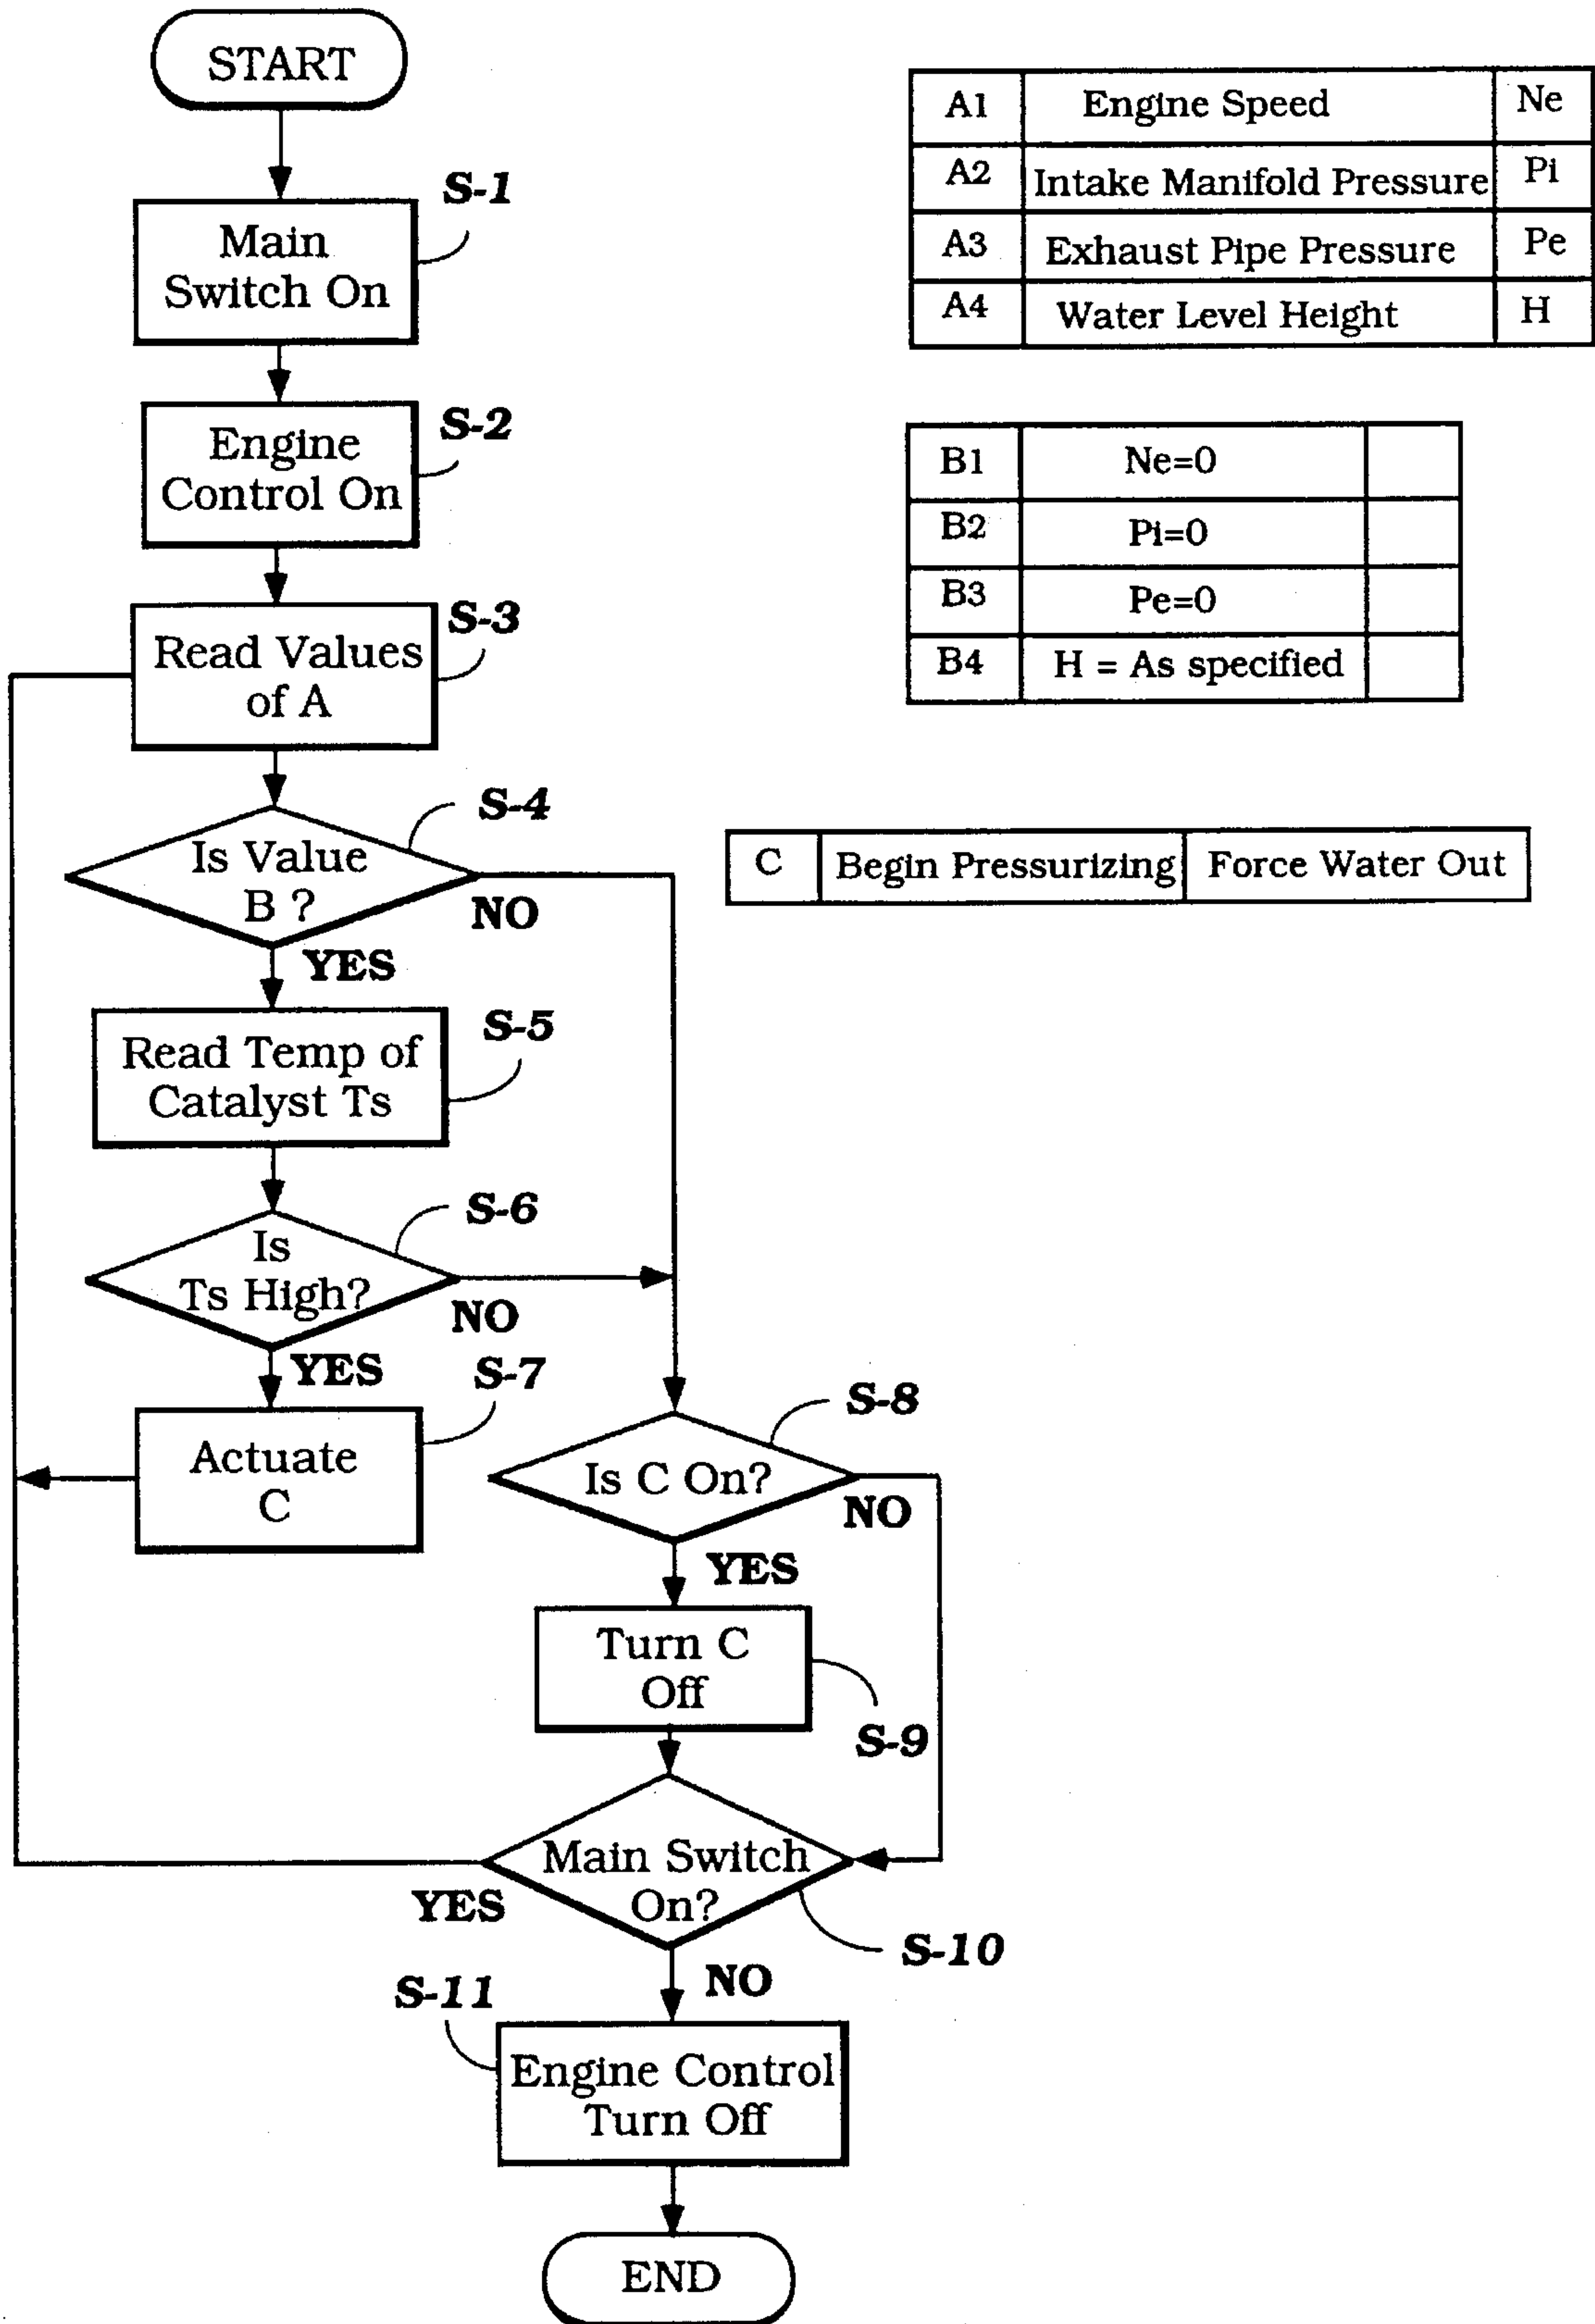 START
S-1
Main
Switch On
S-2
Engine
Control On
S-3
Read Values
of A
S-4
Is Value
B ?
NO
YES
S-5
Read Temp of
Catalyst Ts
S-6
Is
Ts High?
NO
YES
S-7
Actuate
C
S-8
Is C On?
NO
YES
Turn C
Off
S-9
Main Switch
On?
YES
S-10
NO
S-11
Engine Control
Turn Off
END
A1 Engine Speed Ne
A2 Intake Manifold Pressure Pi
A3 Exhaust Pipe Pressure Pe
A4 Water Level Height H
B1 Ne=0
B2 Pi=0
B3 Pe=0
B4 H = As specified
C Begin Pressurizing Force Water Out